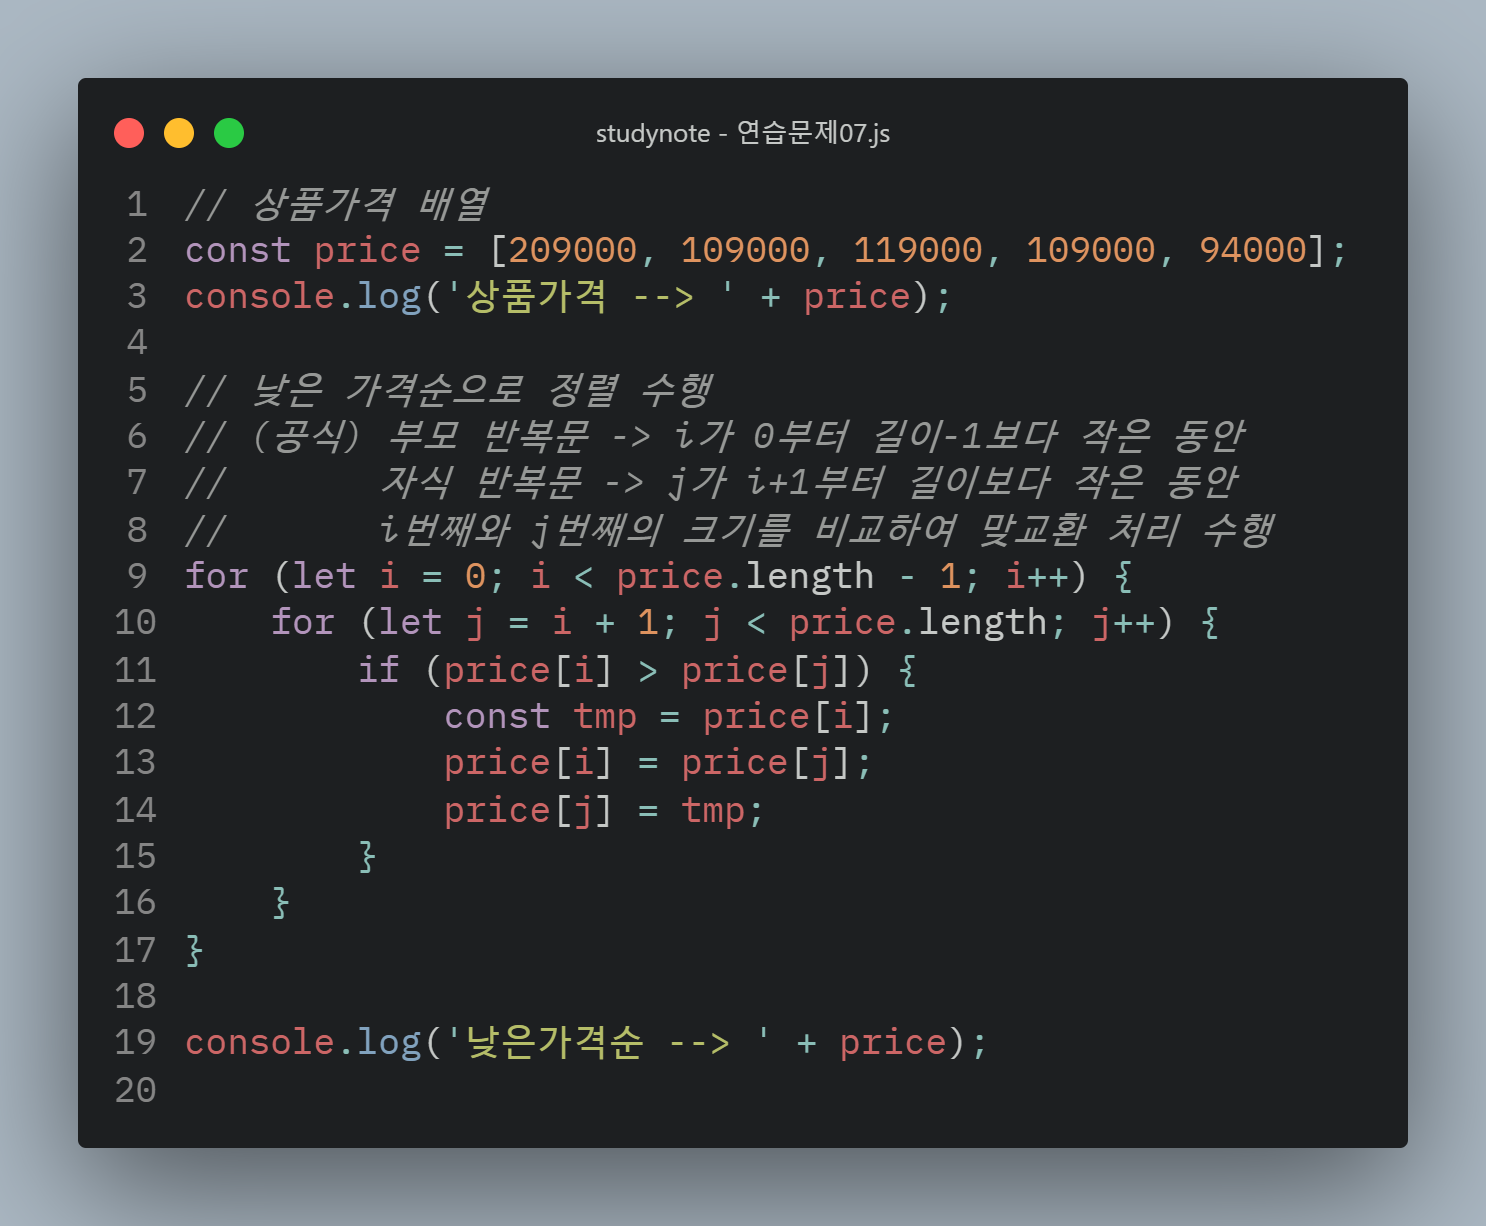 studynote - 연습문제07.js
1 // 상품가격 배열
2 const price = [209000, 109000, 119000, 109000, 94000];
3 console.log('상품가격 --> ' + price);
4
5 // 낮은 가격순으로 정렬 수행
6 // (공식) 부모 반복문 -> i가 0부터 길이-1보다 작은 동안
7 //       자식 반복문 -> j가 i+1부터 길이보다 작은 동안
8 //       i번째와 j번째의 크기를 비교하여 맞교환 처리 수행
9 for (let i = 0; i < price.length - 1; i++) {
10     for (let j = i + 1; j < price.length; j++) {
11         if (price[i] > price[j]) {
12             const tmp = price[i];
13             price[i] = price[j];
14             price[j] = tmp;
15         }
16     }
17 }
18
19 console.log('낮은가격순 --> ' + price);
20